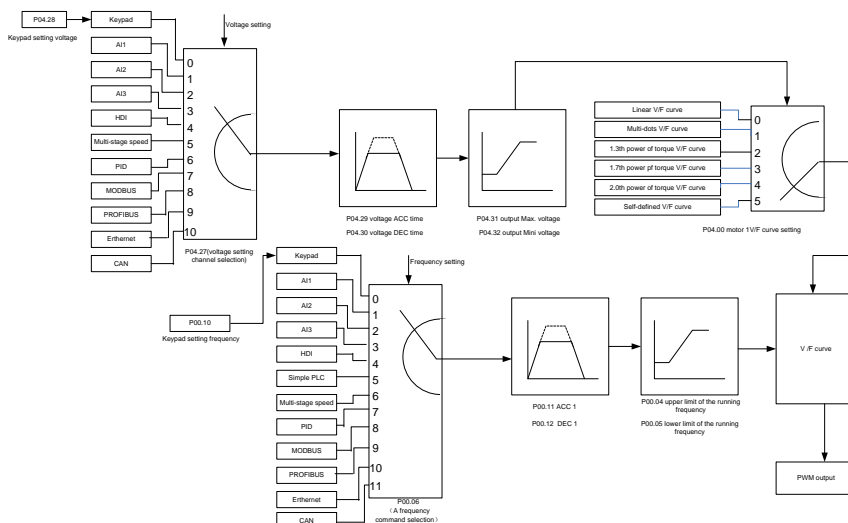 P04.28
Keypad setting voltage
Keypad
AI1
AI2
AI3
HDI
Multi-stage speed
PID
MODBUS
PROFIBUS
Erthernet
CAN
Voltage setting
0
1
2
3
4
5
6
7
8
9
10
P04.27(voltage setting
channel selection)
P04.29 voltage ACC time
P04.30 voltage DEC time
P04.31 output Max. voltage
P04.32 output Mini voltage
Linear V/F curve
Multi-dots V/F curve
1.3th power of torque V/F curve
1.7th power pf torque V/F curve
2.0th power of torque V/F curve
Self-defined V/F curve
0
1
2
3
4
5
P04.00 motor 1V/F curve setting
P00.10
Keypad setting frequency
Keypad
AI1
AI2
AI3
HDI
Simple PLC
Multi-stage speed
PID
MODBUS
PROFIBUS
Erthernet
CAN
Frequency setting
0
1
2
3
4
5
6
7
8
9
10
11
P00.06
(A frequency
command selection)
P00.11 ACC 1
P00.12 DEC 1
P00.04 upper limit of the running
frequency
P00.05 lower limit of the running
frequency
V /F curve
PWM output